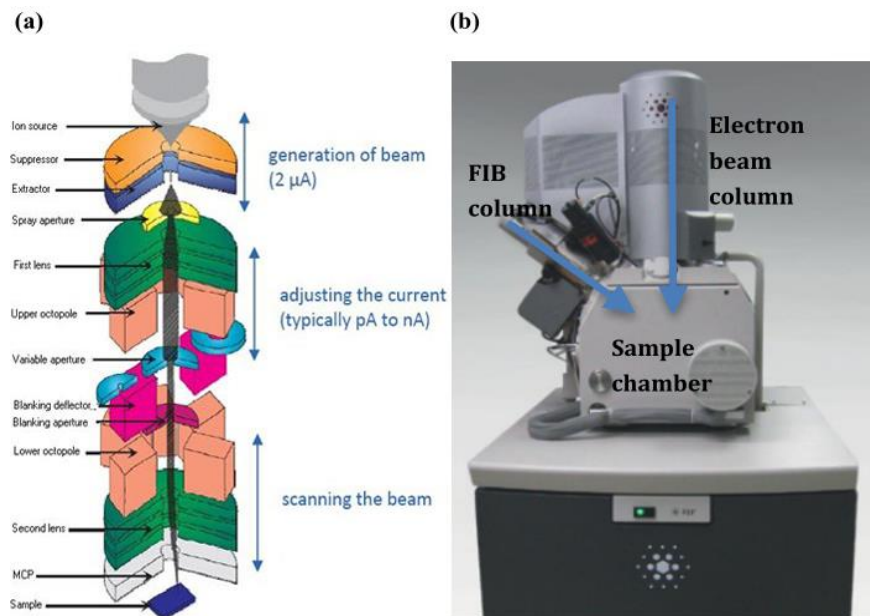 (a)
Ion source
Suppressor
Extractor
Spray aperture
First lens
Upper octopole
Variable aperture
Blanking deflector
Blanking aperture
Lower octopole
Second lens
MCP
Sample
generation of beam
(2 µA)
adjusting the current
(typically pA to nA)
scanning the beam
(b)
FIB
column
Electron
beam
column
Sample
chamber